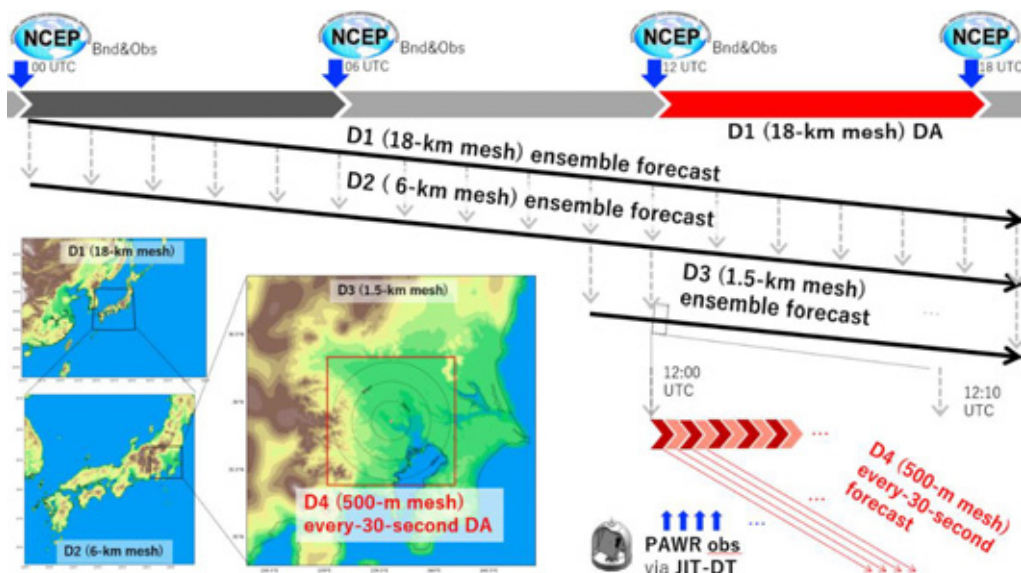 NCEP
Bnd&Obs
00 UTC
NCEP
Bnd&Obs
06 UTC
NCEP
Bnd&Obs
12 UTC
NCEP
Bnd&Obs
18 UTC
D1 (18-km mesh) DA
D1 (18-km mesh) ensemble forecast
D2 ( 6-km mesh) ensemble forecast
D3 (1.5-km mesh)
ensemble forecast
...
D1 (18-km mesh)
D2 (6-km mesh)
D3 (1.5-km mesh)
D4 (500-m mesh)
every-30-second DA
12:00
UTC
12:10
UTC
...
...
D4 (500-m mesh)
every-30-second
forecast
...
PAWR obs
via JIT-DT